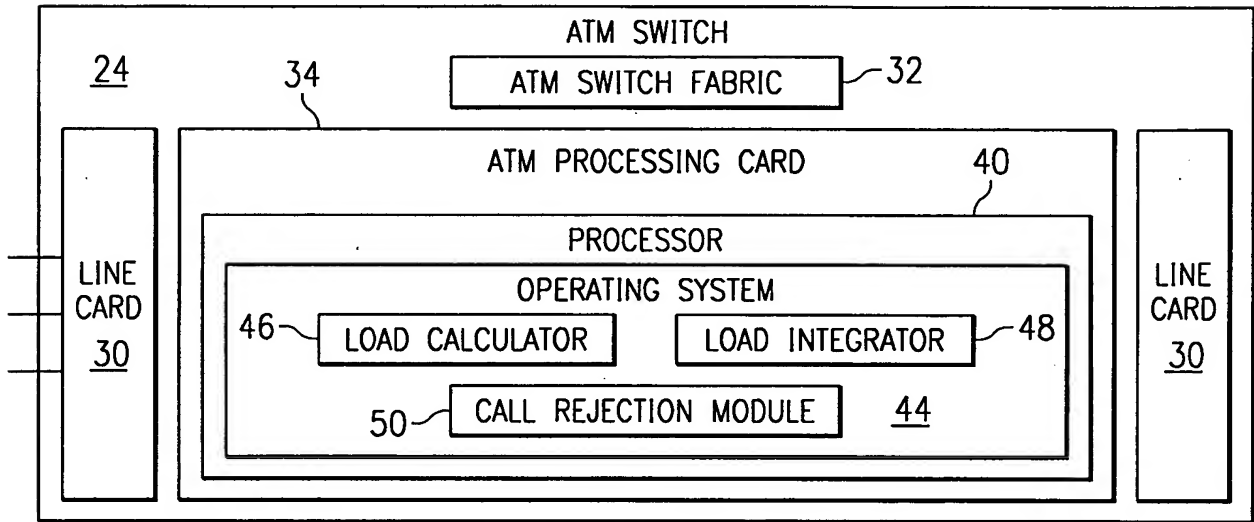 ATM SWITCH
24
34
ATM SWITCH FABRIC
32
ATM PROCESSING CARD
40
PROCESSOR
LINE
CARD
30
OPERATING SYSTEM
46
LOAD CALCULATOR
LOAD INTEGRATOR
48
50
CALL REJECTION MODULE
44
LINE
CARD
30